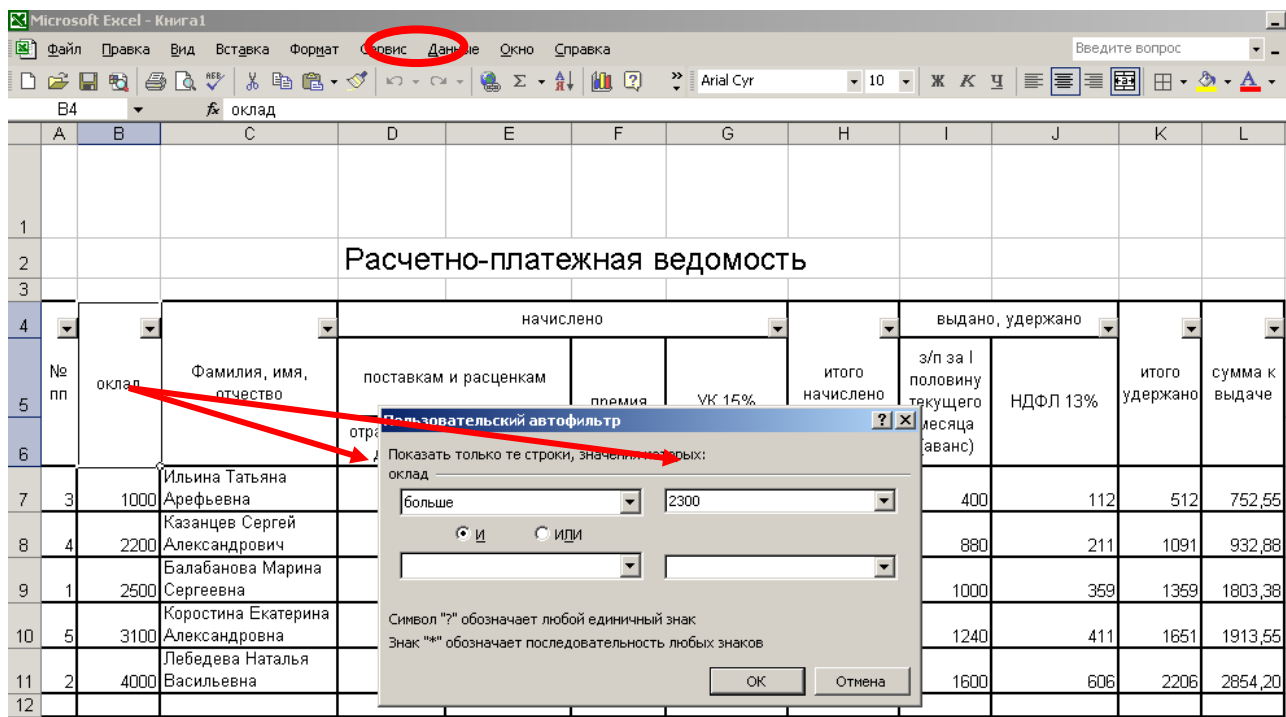 Microsoft Excel - Книга1
Файл Правка Вид Вставка Формат Сервис Данные Окно Справка Введите вопрос
Arial Cyr 10 Ж К Ч
B4 fx оклад
A B C D E F G H I J K L
1
2 Расчетно-платежная ведомость
3
4 начислено выдано, удержано
№ пп оклад Фамилия, имя, отчество поставкам и расценкам премия УК 15% итого начислено з/п за I половину текущего месяца (аванс) НДФЛ 13% итого удержано сумма к выдаче
5
6
Пользовательский автофильтр
Показать только те строки, значения которых:
оклад
больше 2300
И ИЛИ
Символ "?" обозначает любой единичный знак
Знак "*" обозначает последовательность любых знаков
OK Отмена
7 3 1000 Ильина Татьяна Арефьевна 400 112 512 752,55
8 4 2200 Казанцев Сергей Александрович 880 211 1091 932,88
9 1 2500 Балабанова Марина Сергеевна 1000 359 1359 1803,38
10 5 3100 Коростина Екатерина Александровна 1240 411 1651 1913,55
11 2 4000 Лебедева Наталья Васильевна 1600 606 2206 2854,20
12